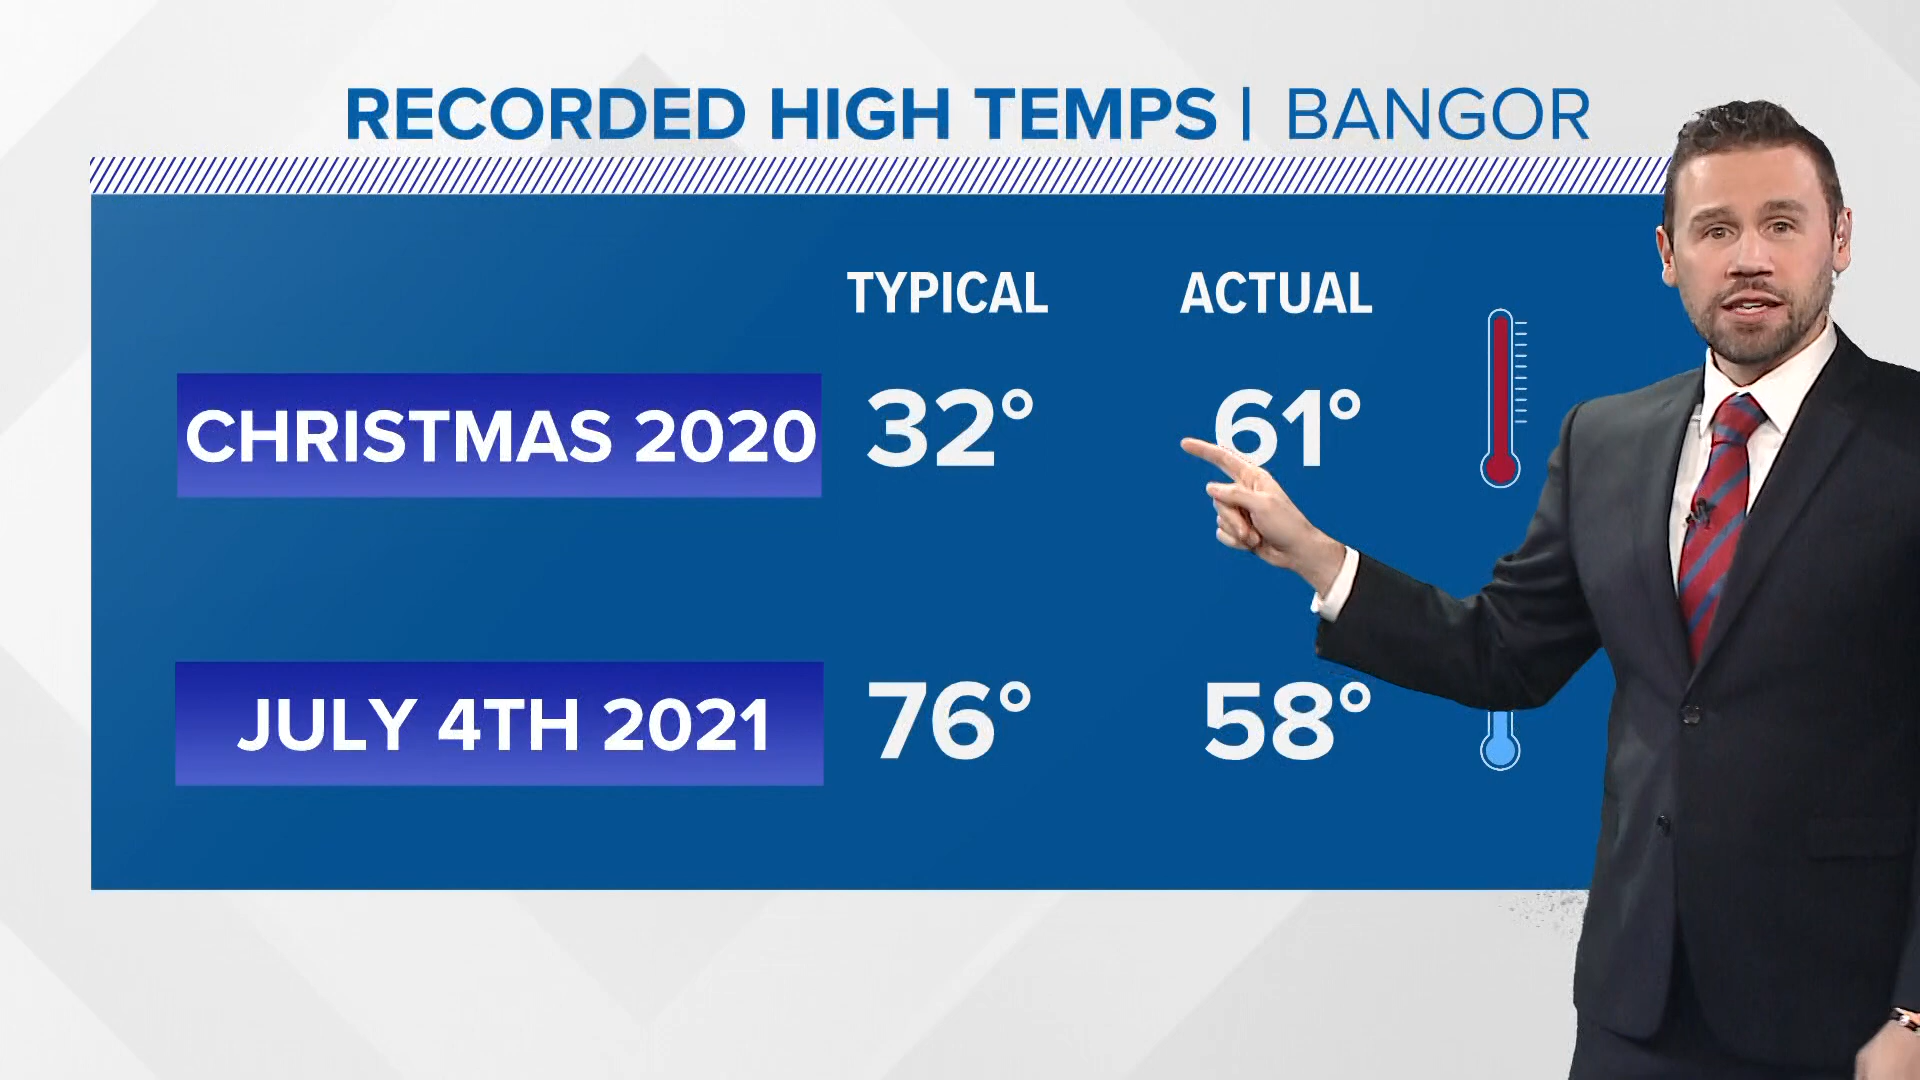 RECORDED HIGH TEMPS | BANGOR
TYPICAL ACTUAL
CHRISTMAS 2020 32° 61°
JULY 4TH 2021 76° 58°